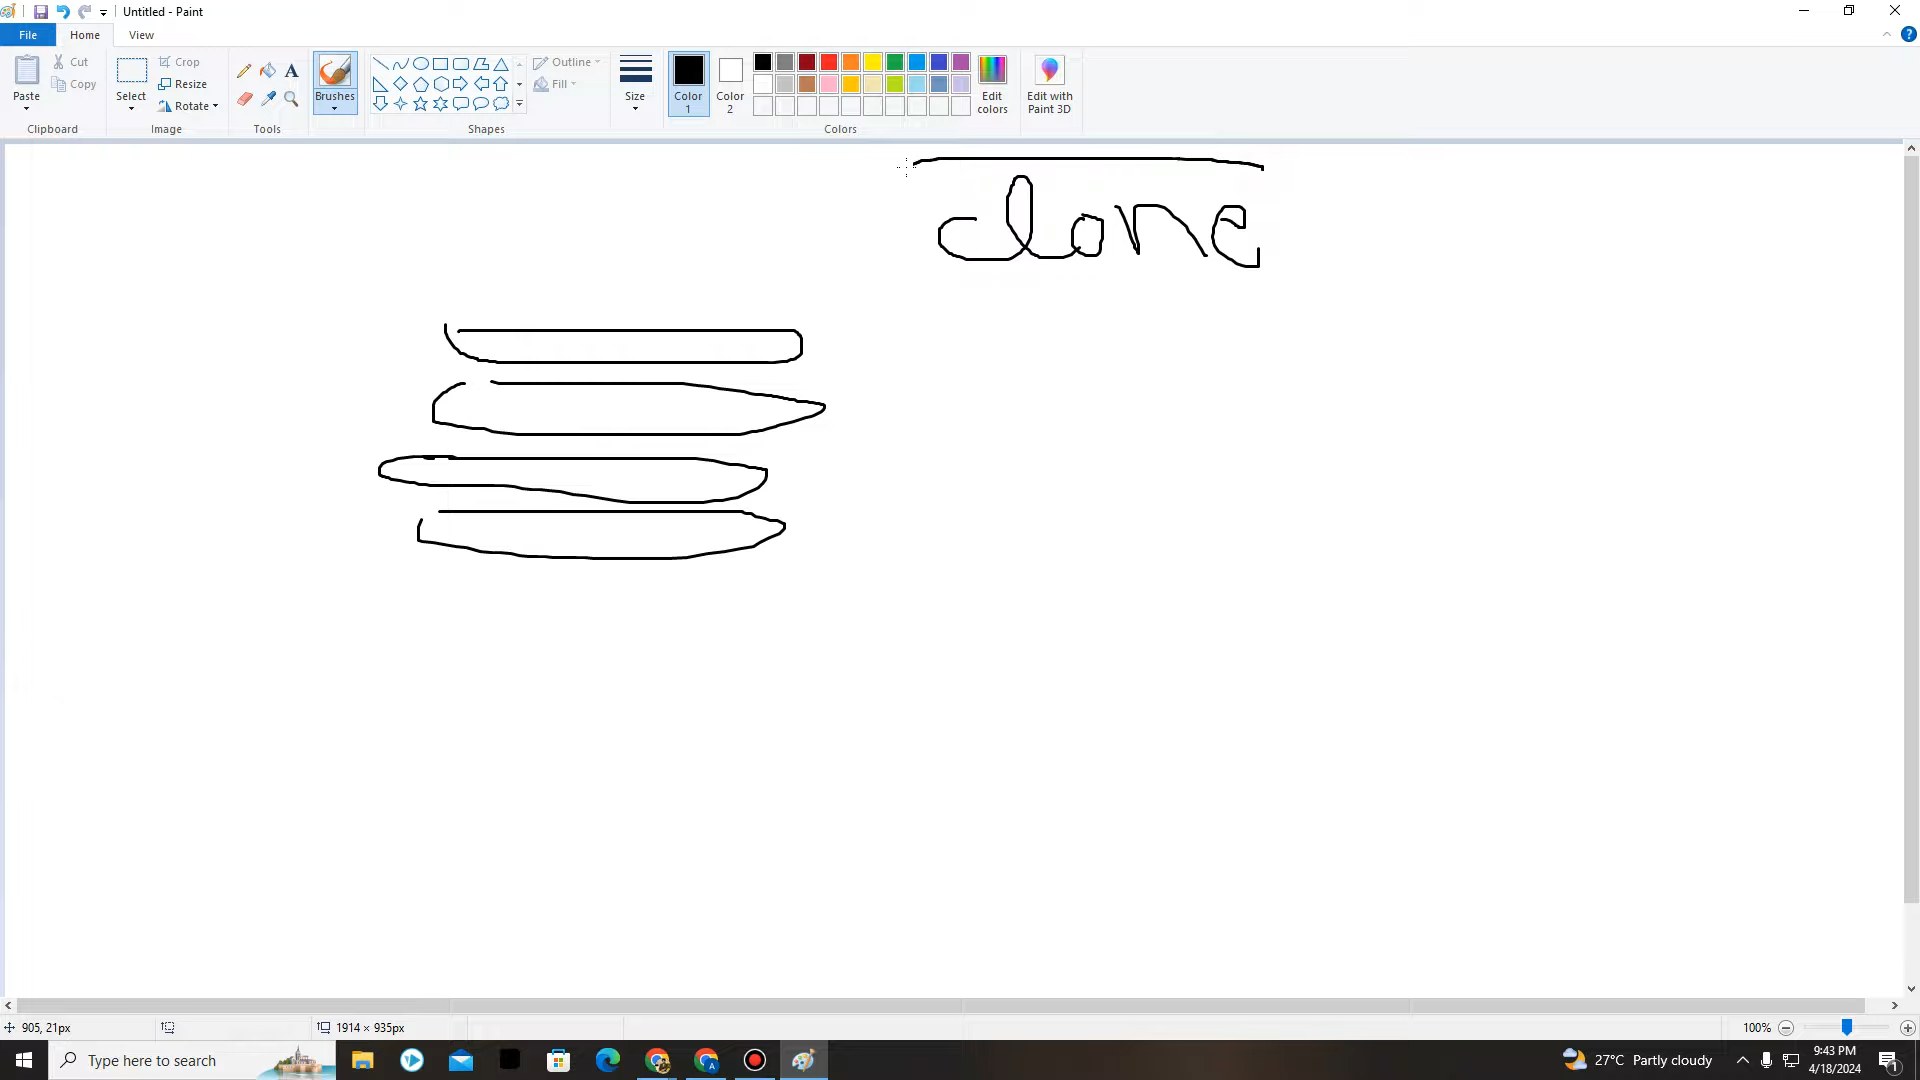 Untitled - Paint
File Home View
Paste
Cut
Copy
Clipboard
Select
Crop
Resize
Rotate
Image
Tools
Brushes
Shapes
Outline
Fill
Size
Color 1
Color 2
Colors
Edit colors
Edit with Paint 3D
clone
905, 21px
1914 × 935px
100%
Type here to search
27°C Partly cloudy
9:43 PM
4/18/2024